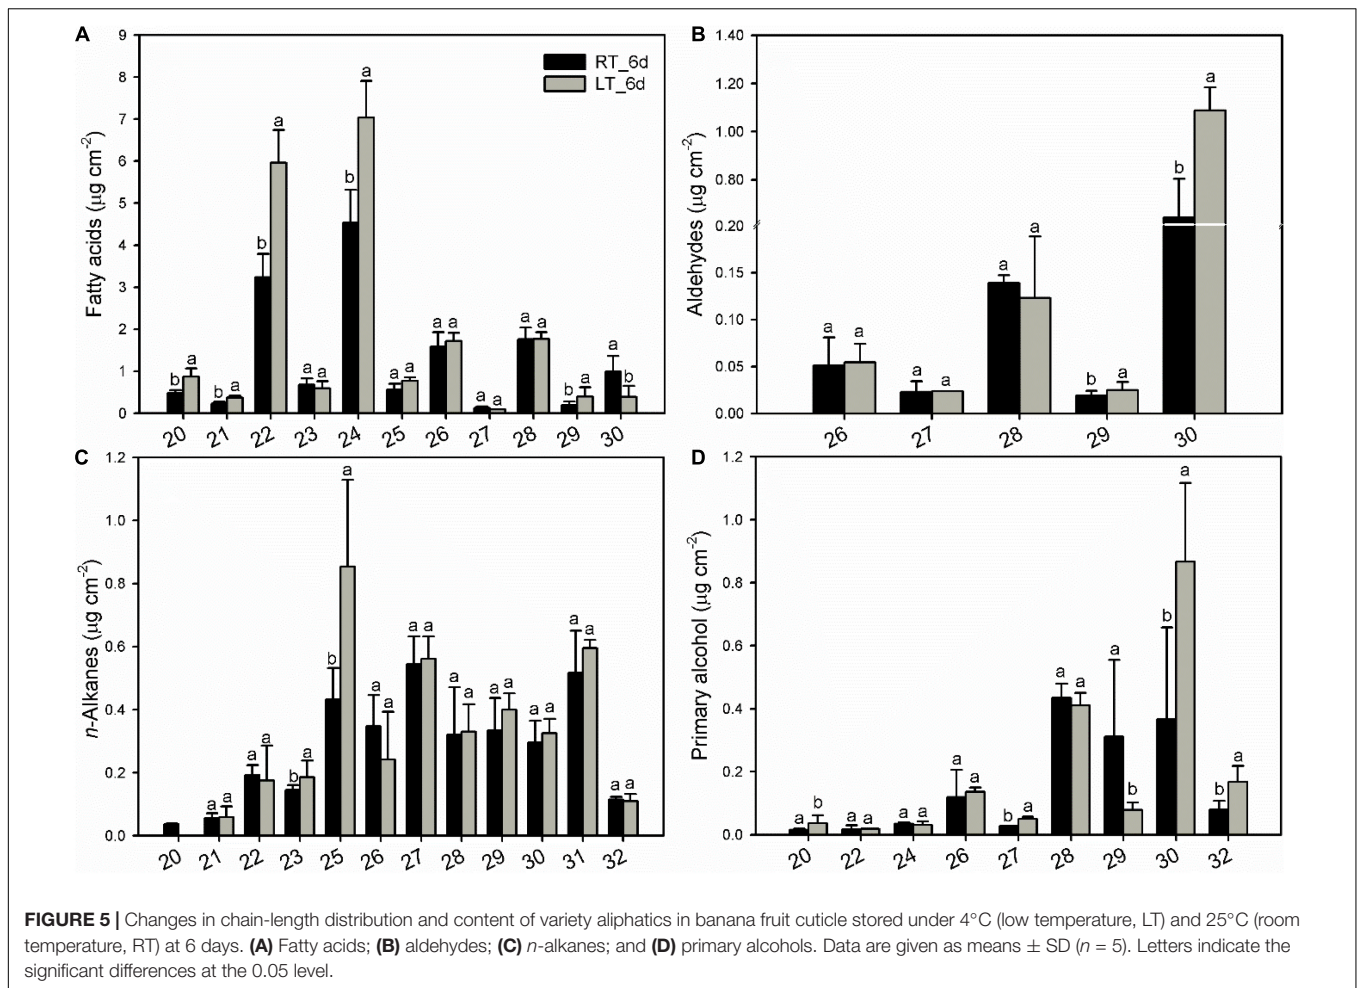 A
9
8
7
6
5
4
3
2
1
0
Fatty acids (μg cm⁻²)
RT_6d
LT_6d
b a b a b a a a b a a a a a a a a a b a a b
20 21 22 23 24 25 26 27 28 29 30
B
1.40
1.20
1.00
0.80
0.20
0.15
0.10
0.05
0.00
Aldehydes (μg cm⁻²)
a a a a a a b a b a
26 27 28 29 30
C
1.2
1.0
0.8
0.6
0.4
0.2
0.0
n-Alkanes (μg cm⁻²)
a a a a b a b a a a a a a a a a a a a a a a
20 21 22 23 25 26 27 28 29 30 31 32
D
1.2
1.0
0.8
0.6
0.4
0.2
0.0
Primary alcohol (μg cm⁻²)
a b a a a a a a b a a a a b b a b a
20 22 24 26 27 28 29 30 32
FIGURE 5 | Changes in chain-length distribution and content of variety aliphatics in banana fruit cuticle stored under 4°C (low temperature, LT) and 25°C (room
temperature, RT) at 6 days. (A) Fatty acids; (B) aldehydes; (C) n-alkanes; and (D) primary alcohols. Data are given as means ± SD (n = 5). Letters indicate the
significant differences at the 0.05 level.